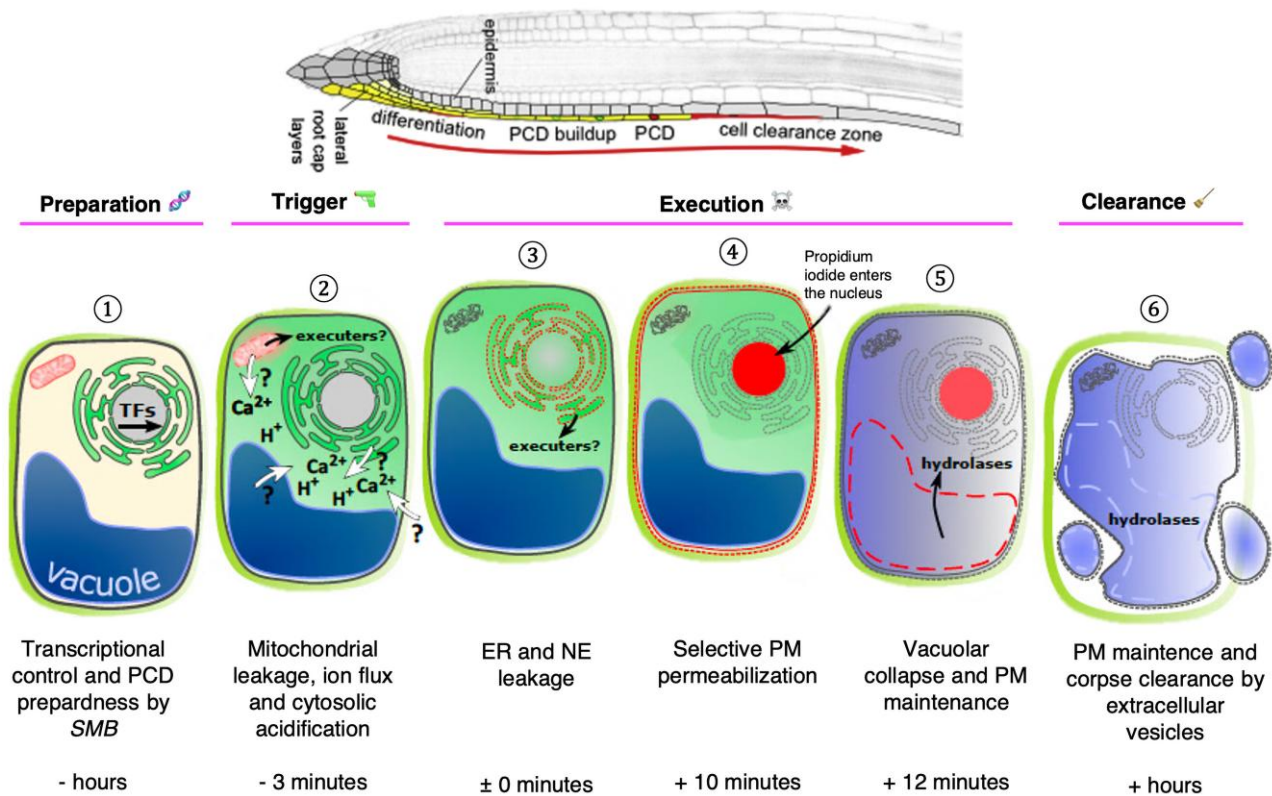 epidermis
lateral
root cap
layers
differentiation
PCD buildup
PCD
cell clearance zone
Preparation
Trigger
Execution
Clearance
①
②
③
④
⑤
⑥
TFs
vacuole
executers?
?
Ca2+
H+
?
Ca2+
?
H+
H+
Ca2+
?
executers?
Propidium
iodide enters
the nucleus
hydrolases
hydrolases
Transcriptional
control and PCD
prepardness by
SMB
Mitochondrial
leakage, ion flux
and cytosolic
acidification
ER and NE
leakage
Selective PM
permeabilization
Vacuolar
collapse and PM
maintenance
PM maintence and
corpse clearance by
extracellular
vesicles
- hours
- 3 minutes
± 0 minutes
+ 10 minutes
+ 12 minutes
+ hours